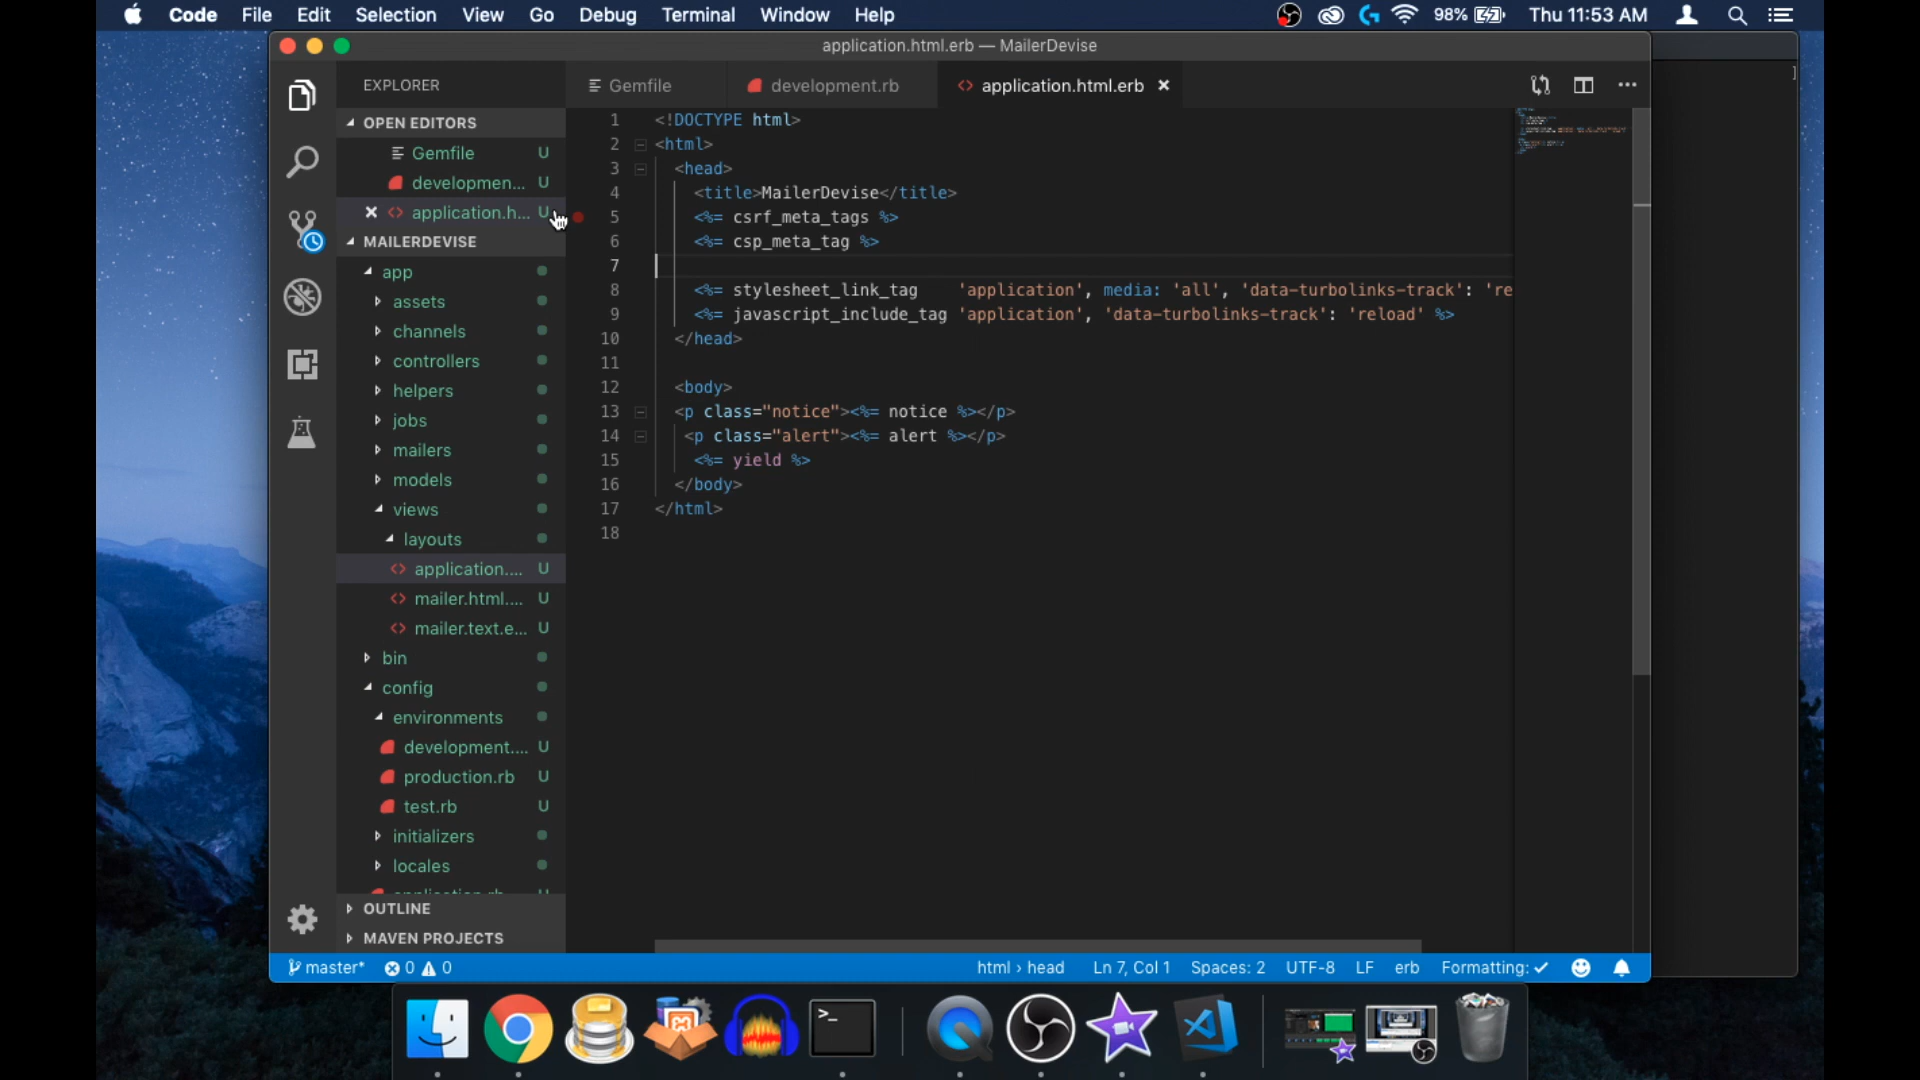 Code File Edit Selection View Go Debug Terminal Window Help 98% Thu 11:53 AM
application.html.erb — MailerDevise
EXPLORER
Gemfile development.rb application.html.erb
OPEN EDITORS
Gemfile U
developmen... U
application.h... U
MAILERDEVISE
app
assets
channels
controllers
helpers
jobs
mailers
models
views
layouts
application.... U
mailer.html.... U
mailer.text.e... U
bin
config
environments
development.... U
production.rb U
test.rb U
initializers
locales
application.rb U
OUTLINE
MAVEN PROJECTS
1 <!DOCTYPE html>
2 <html>
3 <head>
4 <title>MailerDevise</title>
5 <%= csrf_meta_tags %>
6 <%= csp_meta_tag %>
7
8 <%= stylesheet_link_tag    'application', media: 'all', 'data-turbolinks-track': 're
9 <%= javascript_include_tag 'application', 'data-turbolinks-track': 'reload' %>
10 </head>
11
12 <body>
13 <p class="notice"><%= notice %></p>
14 <p class="alert"><%= alert %></p>
15 <%= yield %>
16 </body>
17 </html>
18
master* 0 0 html › head Ln 7, Col 1 Spaces: 2 UTF-8 LF erb Formatting: ✓